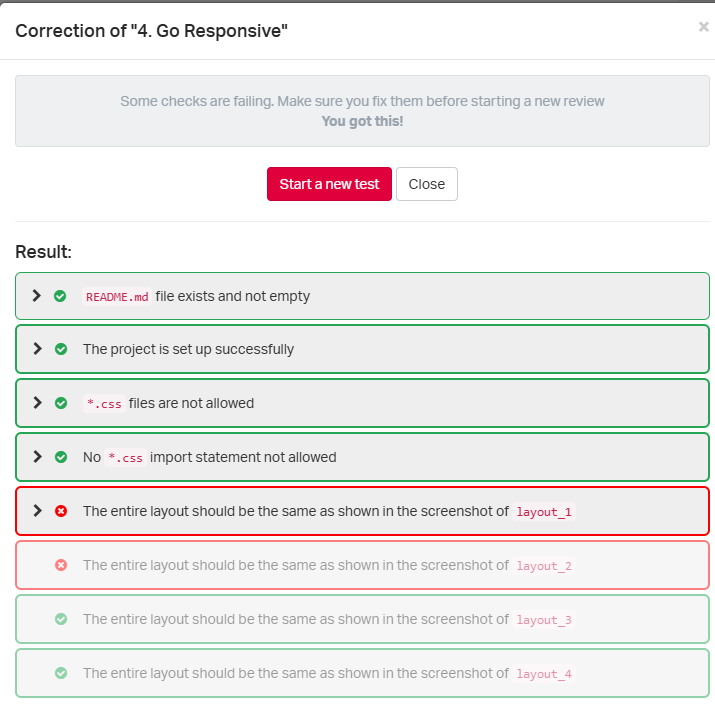 Correction of "4. Go Responsive"
×
Some checks are failing. Make sure you fix them before starting a new review
You got this!
Start a new test
Close
Result:
README.md file exists and not empty
The project is set up successfully
*.css files are not allowed
No *.css import statement not allowed
The entire layout should be the same as shown in the screenshot of layout_1
The entire layout should be the same as shown in the screenshot of layout_2
The entire layout should be the same as shown in the screenshot of layout_3
The entire layout should be the same as shown in the screenshot of layout_4